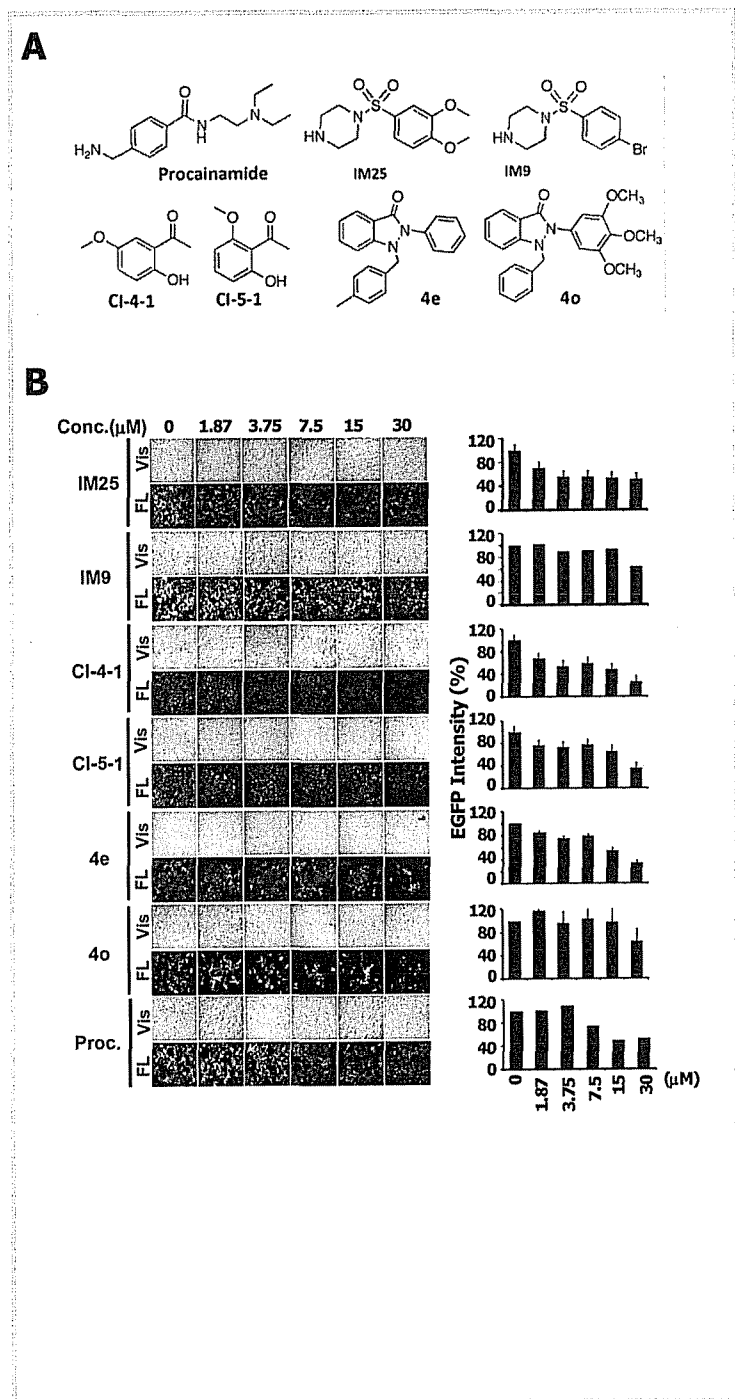 A
O
N
H
N
H2N
Procainamide
O O
S
N
HN
O
O
IM25
O O
S
N
HN
Br
IM9
O
O
OH
CI-4-1
O
O
OH
CI-5-1
O
N
N
4e
O
N
N
OCH3
OCH3
OCH3
4o
B
Conc.(μM) 0 1.87 3.75 7.5 15 30
IM25 Vis FL
IM9 Vis FL
CI-4-1 Vis FL
CI-5-1 Vis FL
4e Vis FL
4o Vis FL
Proc. Vis FL
EGFP Intensity (%)
120
80
40
0
120
80
40
0
120
80
40
0
120
80
40
0
120
80
40
0
120
80
40
0
120
80
40
0
0 1.87 3.75 7.5 15 30 (μM)